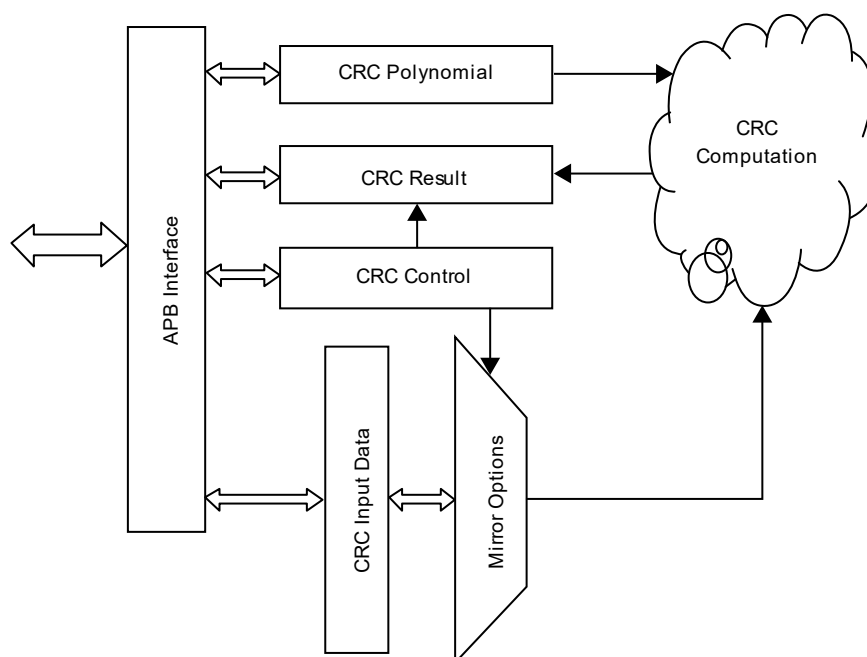 CRC Polynomial
CRC
Computation
CRC Result
CRC Control
APB Interface
CRC Input Data
Mirror Options